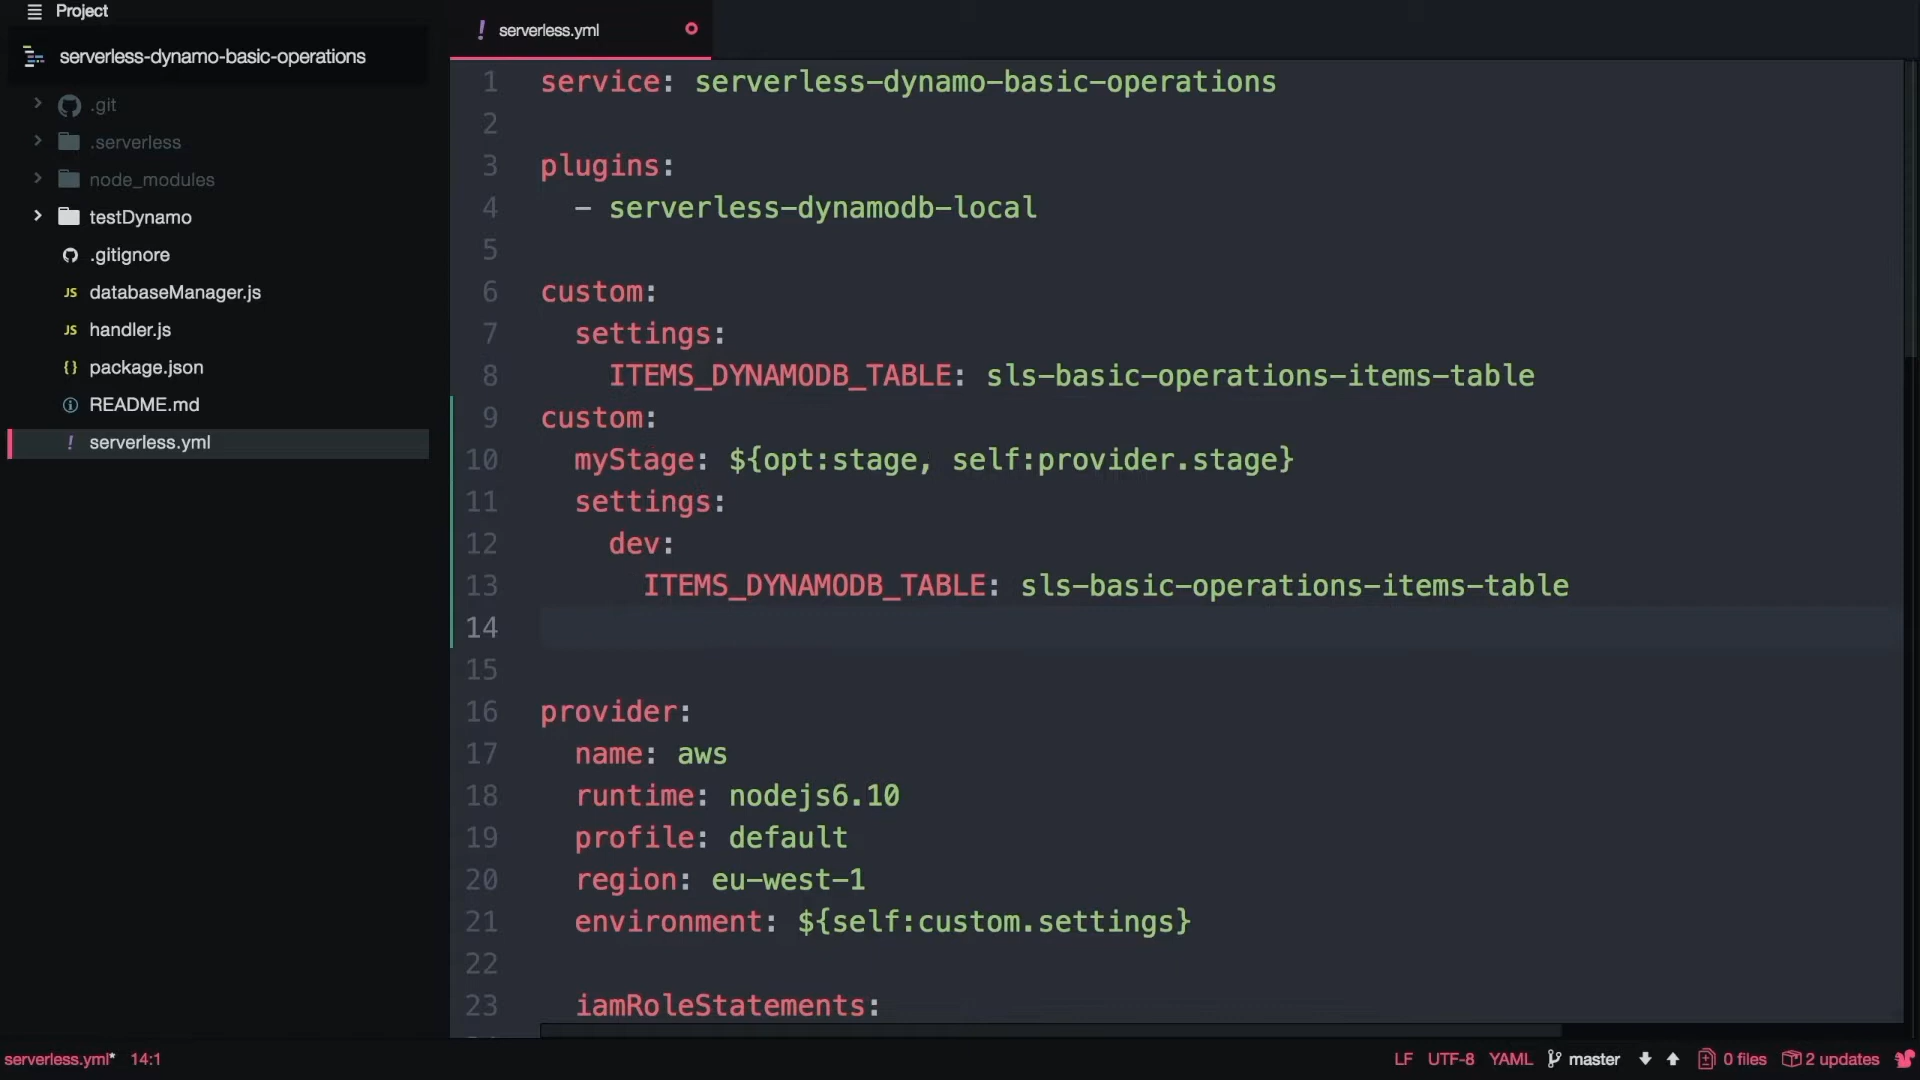 Project
serverless-dynamo-basic-operations
.git
.serverless
node_modules
testDynamo
.gitignore
JS databaseManager.js
JS handler.js
{} package.json
README.md
! serverless.yml
! serverless.yml
1 service: serverless-dynamo-basic-operations
2
3 plugins:
4 - serverless-dynamodb-local
5
6 custom:
7 settings:
8 ITEMS_DYNAMODB_TABLE: sls-basic-operations-items-table
9 custom:
10 myStage: ${opt:stage, self:provider.stage}
11 settings:
12 dev:
13 ITEMS_DYNAMODB_TABLE: sls-basic-operations-items-table
14
15
16 provider:
17 name: aws
18 runtime: nodejs6.10
19 profile: default
20 region: eu-west-1
21 environment: ${self:custom.settings}
22
23 iamRoleStatements:
serverless.yml* 14:1 LF UTF-8 YAML master 0 files 2 updates